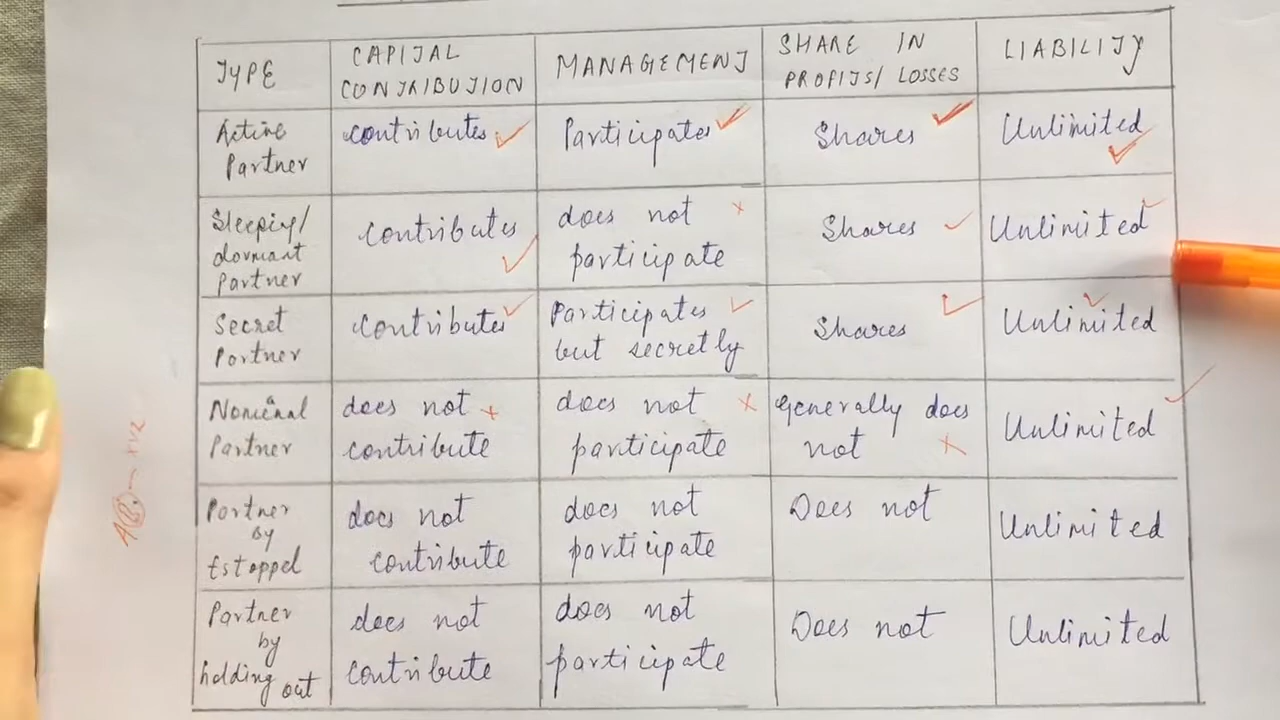 TYPE
CAPITAL
CONTRIBUTION
MANAGEMENT
SHARE IN
PROFITS/ LOSSES
LIABILITY
Active
Partner
contributes
Participates
Shares
Unlimited
Sleeping/
dormant
Partner
contributes
does not
participate
Shares
Unlimited
Secret
Partner
contributes
Participates
but secretly
Shares
Unlimited
Nominal
Partner
does not
contribute
does not
participate
Generally does
not
Unlimited
Partner
by
Estoppel
does not
contribute
does not
participate
Does not
Unlimited
Partner
by
holding out
does not
contribute
does not
participate
Does not
Unlimited